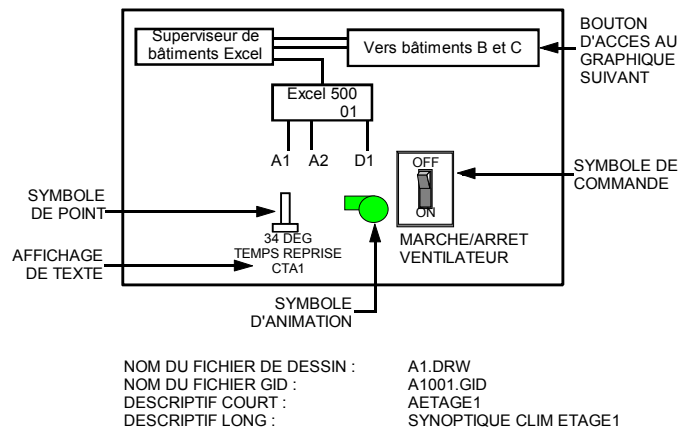 Superviseur de
bâtiments Excel
Vers bâtiments B et C
BOUTON
D'ACCES AU
GRAPHIQUE
SUIVANT
Excel 500
01
A1 A2 D1
OFF
ON
SYMBOLE DE
COMMANDE
SYMBOLE
DE POINT
34 DEG
TEMPS REPRISE
CTA1
MARCHE/ARRET
VENTILATEUR
AFFICHAGE
DE TEXTE
SYMBOLE
D'ANIMATION
NOM DU FICHIER DE DESSIN : A1.DRW
NOM DU FICHIER GID : A1001.GID
DESCRIPTIF COURT : AETAGE1
DESCRIPTIF LONG : SYNOPTIQUE CLIM ETAGE1